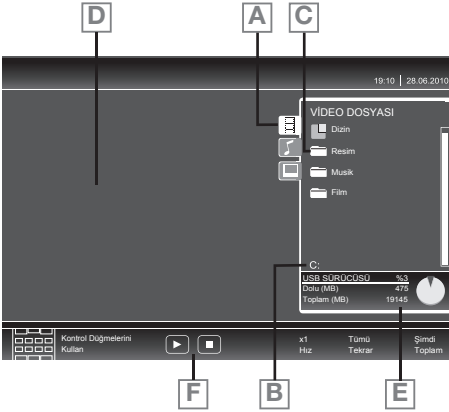 D A C
19:10 28.06.2010
VİDEO DOSYASI
Dizin
Resim
Musik
Film
C:
USB SÜRÜCÜSÜ %3
Dolu (MB) 475
Toplam (MB) 19145
Kontrol Düğmelerini x1 Tümü Şimdi
Kullan Hız Tekrar Toplam
F B E